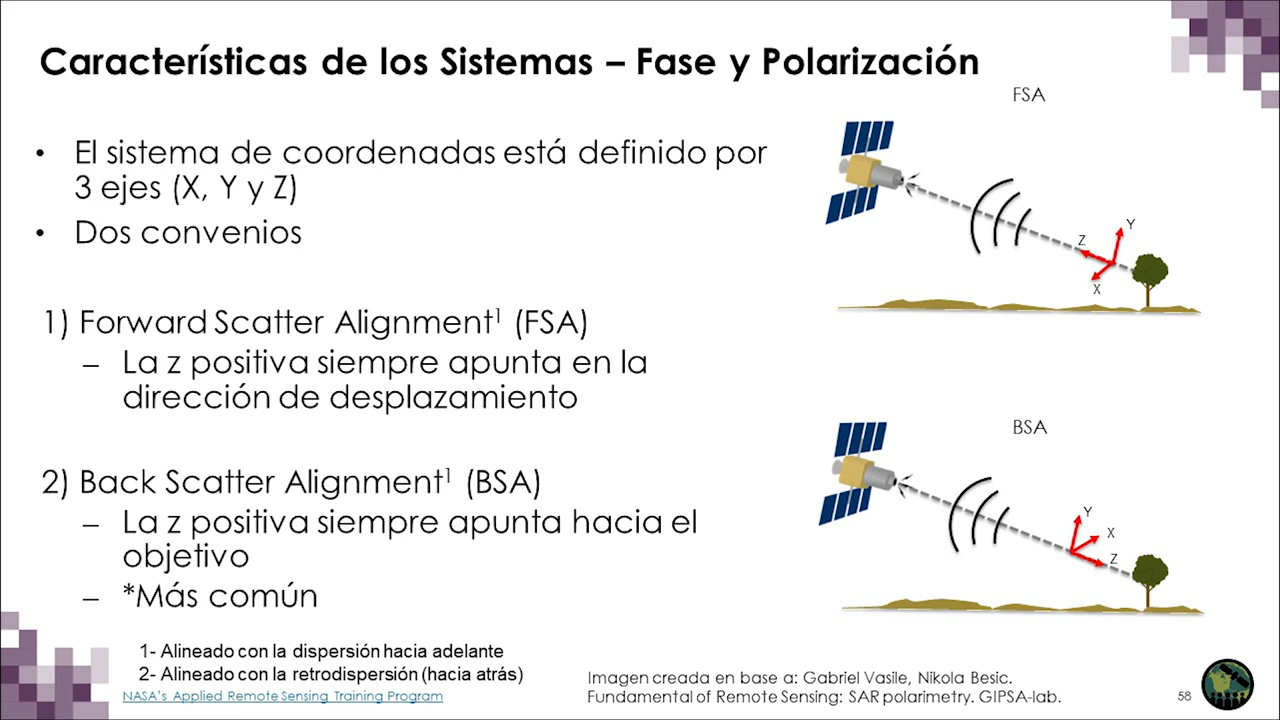 Características de los Sistemas – Fase y Polarización
• El sistema de coordenadas está definido por
3 ejes (X, Y y Z)
• Dos convenios
1) Forward Scatter Alignment¹ (FSA)
– La z positiva siempre apunta en la
dirección de desplazamiento
2) Back Scatter Alignment¹ (BSA)
– La z positiva siempre apunta hacia el
objetivo
– *Más común
FSA
Y
Z
X
BSA
Y
X
Z
1- Alineado con la dispersión hacia adelante
2- Alineado con la retrodispersión (hacia atrás)
NASA's Applied Remote Sensing Training Program
Imagen creada en base a: Gabriel Vasile, Nikola Besic.
Fundamental of Remote Sensing: SAR polarimetry. GIPSA-lab.
58